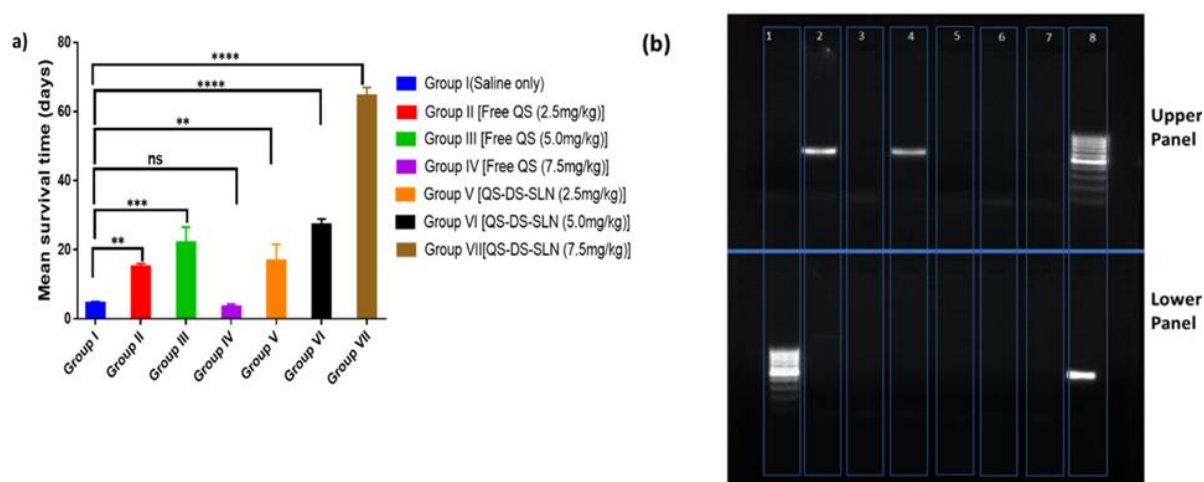 a)
Mean survival time (days)
80
60
40
20
0
****
****
**
ns
***
**
Group I
Group II
Group III
Group IV
Group V
Group VI
Group VII
Group I(Saline only)
Group II [Free QS (2.5mg/kg)]
Group III [Free QS (5.0mg/kg)]
Group IV [Free QS (7.5mg/kg)]
Group V [QS-DS-SLN (2.5mg/kg)]
Group VI [QS-DS-SLN (5.0mg/kg)]
Group VII[QS-DS-SLN (7.5mg/kg)]
(b)
1 2 3 4 5 6 7 8
Upper
Panel
Lower
Panel